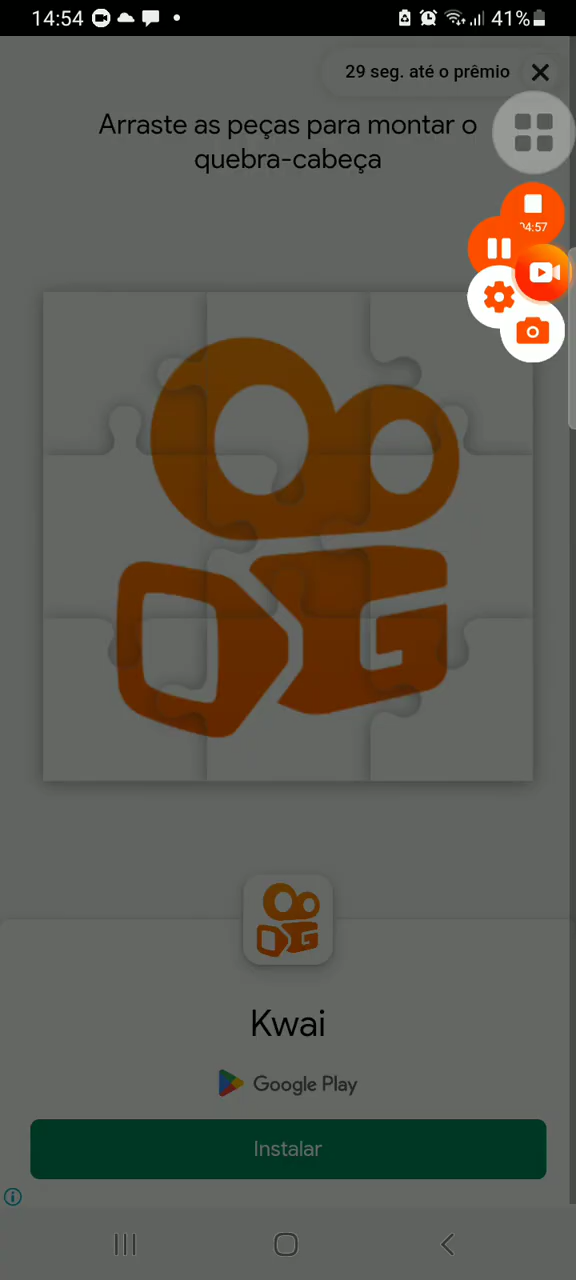 14:54
41%
29 seg. até o prêmio
Arraste as peças para montar o
quebra-cabeça
04:57
Kwai
Google Play
Instalar